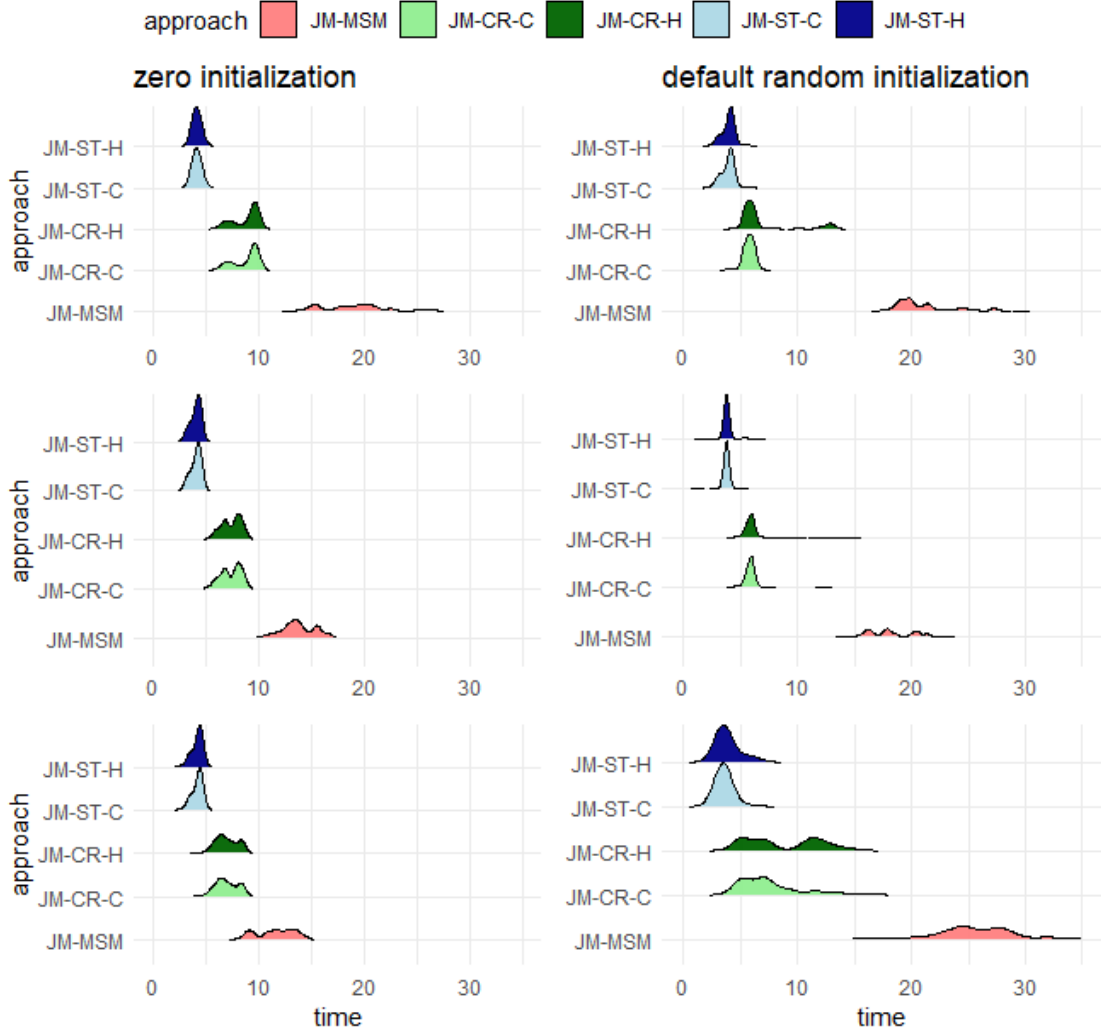 approach JM-MSM JM-CR-C JM-CR-H JM-ST-C JM-ST-H
zero initialization
default random initialization
approach
JM-ST-H
JM-ST-C
JM-CR-H
JM-CR-C
JM-MSM
0 10 20 30
JM-ST-H
JM-ST-C
JM-CR-H
JM-CR-C
JM-MSM
0 10 20 30
approach
JM-ST-H
JM-ST-C
JM-CR-H
JM-CR-C
JM-MSM
0 10 20 30
JM-ST-H
JM-ST-C
JM-CR-H
JM-CR-C
JM-MSM
0 10 20 30
approach
JM-ST-H
JM-ST-C
JM-CR-H
JM-CR-C
JM-MSM
0 10 20 30
time
JM-ST-H
JM-ST-C
JM-CR-H
JM-CR-C
JM-MSM
0 10 20 30
time